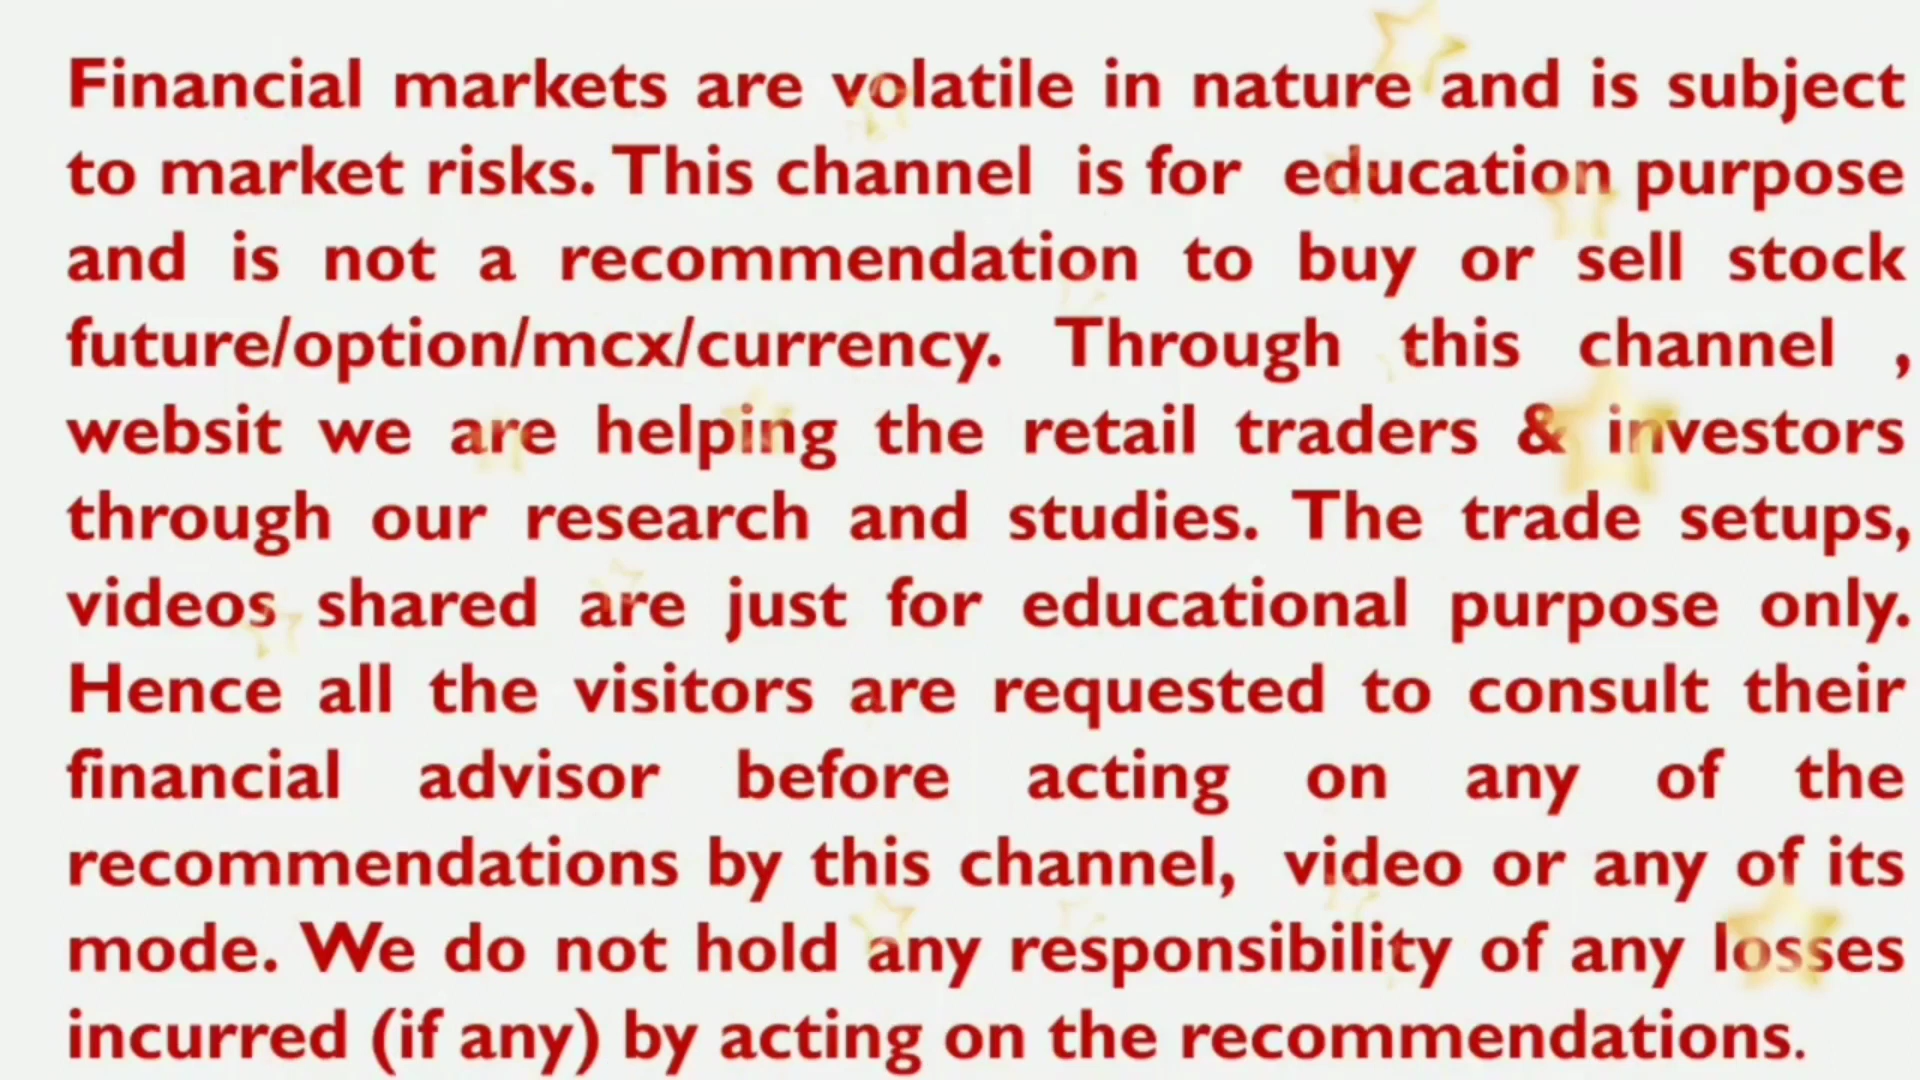 Financial markets are volatile in nature and is subject
to market risks. This channel is for education purpose
and is not a recommendation to buy or sell stock
future/option/mcx/currency. Through this channel ,
websit we are helping the retail traders & investors
through our research and studies. The trade setups,
videos shared are just for educational purpose only.
Hence all the visitors are requested to consult their
financial advisor before acting on any of the
recommendations by this channel, video or any of its
mode. We do not hold any responsibility of any losses
incurred (if any) by acting on the recommendations.